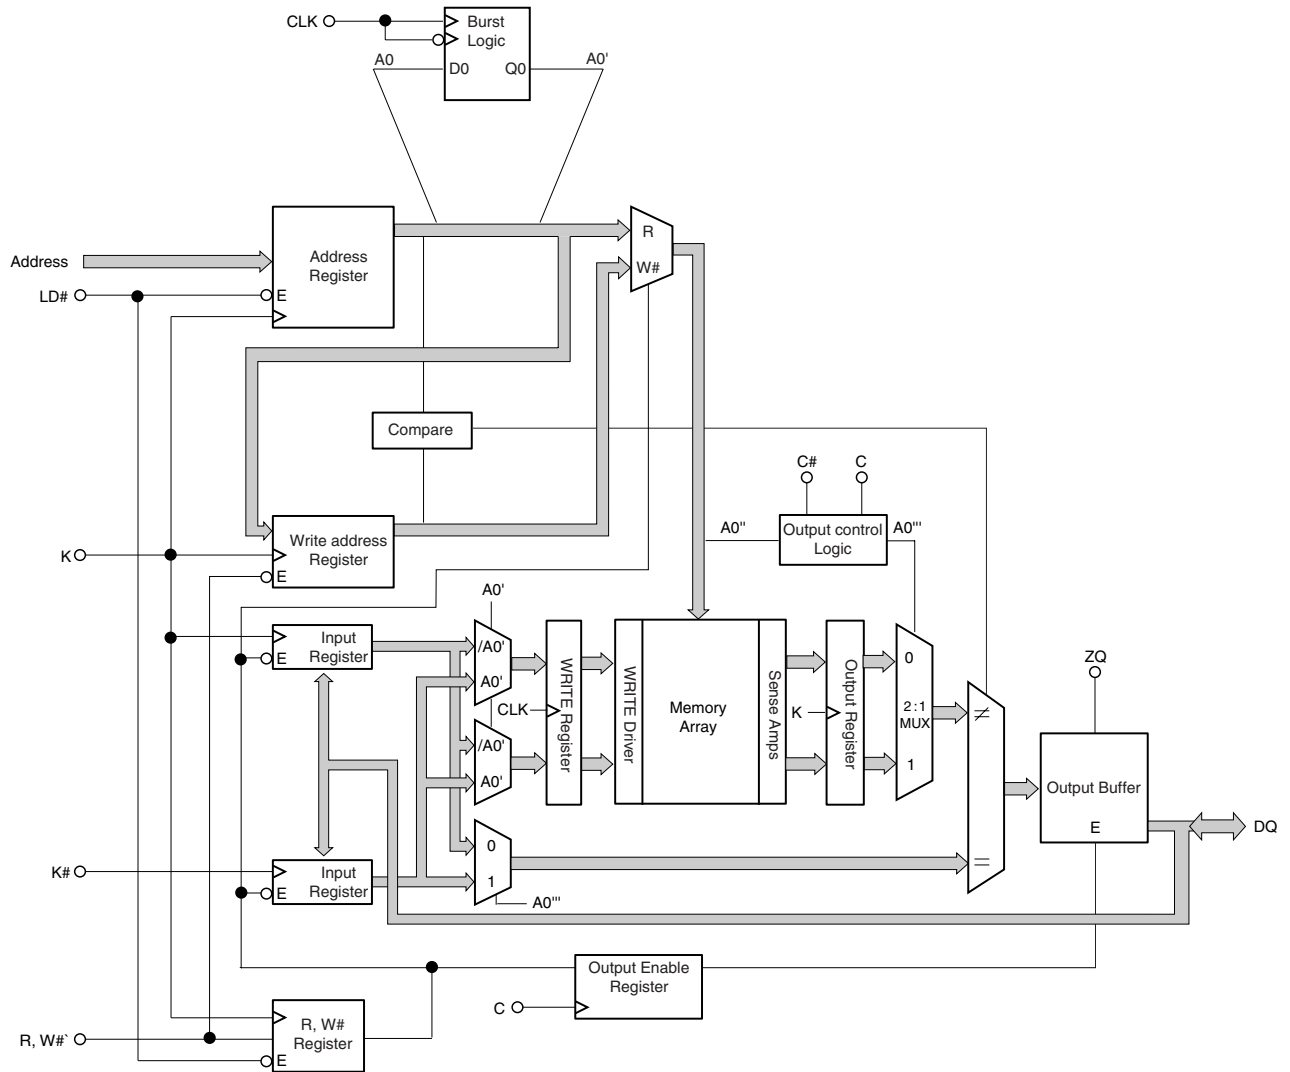 CLK
Burst
Logic
A0
D0
Q0
A0'
Address
Address
Register
LD#
E
R
W#
Compare
C#
C
K
Write address
Register
E
A0''
Output control
Logic
A0'''
A0'
Input
Register
E
/A0'
A0'
CLK
/A0'
A0'
WRITE Register
WRITE Driver
Memory
Array
Sense Amps
K
Output Register
0
2:1
MUX
1
≠
=
ZQ
Output Buffer
E
DQ
K#
Input
Register
E
0
1
A0'''
Output Enable
Register
C
R, W#`
R, W#
Register
E